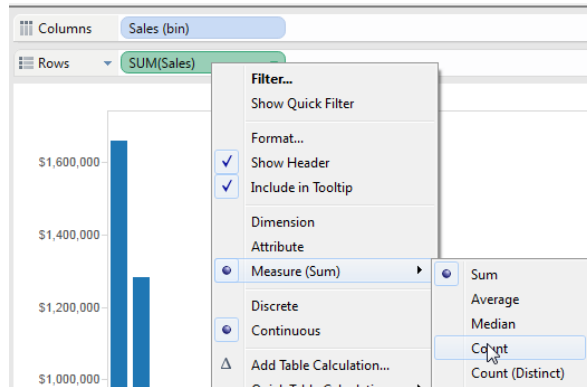 Columns Sales (bin)
Rows SUM(Sales)
Filter...
Show Quick Filter
Format...
Show Header
Include in Tooltip
Dimension
Attribute
Measure (Sum)
Discrete
Continuous
Δ Add Table Calculation...
Sum
Average
Median
Count
Count (Distinct)
$1,600,000
$1,400,000
$1,200,000
$1,000,000